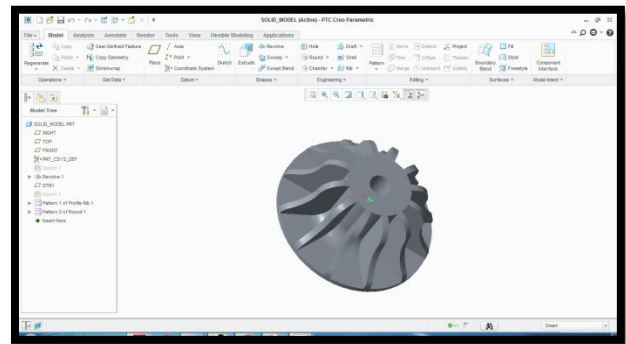 SOLID_MODEL (Active) - PTC Creo Parametric
File Model Analysis Annotate Render Tools View Flexible Modeling Applications
Copy User-Defined Feature Axis Revolve Hole Draft Mirror Extend Project Fill
Paste Copy Geometry Point Sweep Round Shell Trim Offset Thicken Style
Regenerate Delete Shrinkwrap Plane Coordinate System Sketch Extrude Swept Blend Chamfer Rib Pattern Merge Intersect Solidify Boundary Blend Freestyle Component Interface
Operations Get Data Datum Shapes Engineering Editing Surfaces Model Intent
Model Tree
SOLID_MODEL.PRT
RIGHT
TOP
FRONT
PRT_CSYS_DEF
Sketch 1
Revolve 1
DTM1
Sketch 2
Pattern 1 of Profile Rib 1
Pattern 2 of Round 1
Insert Here
Smart